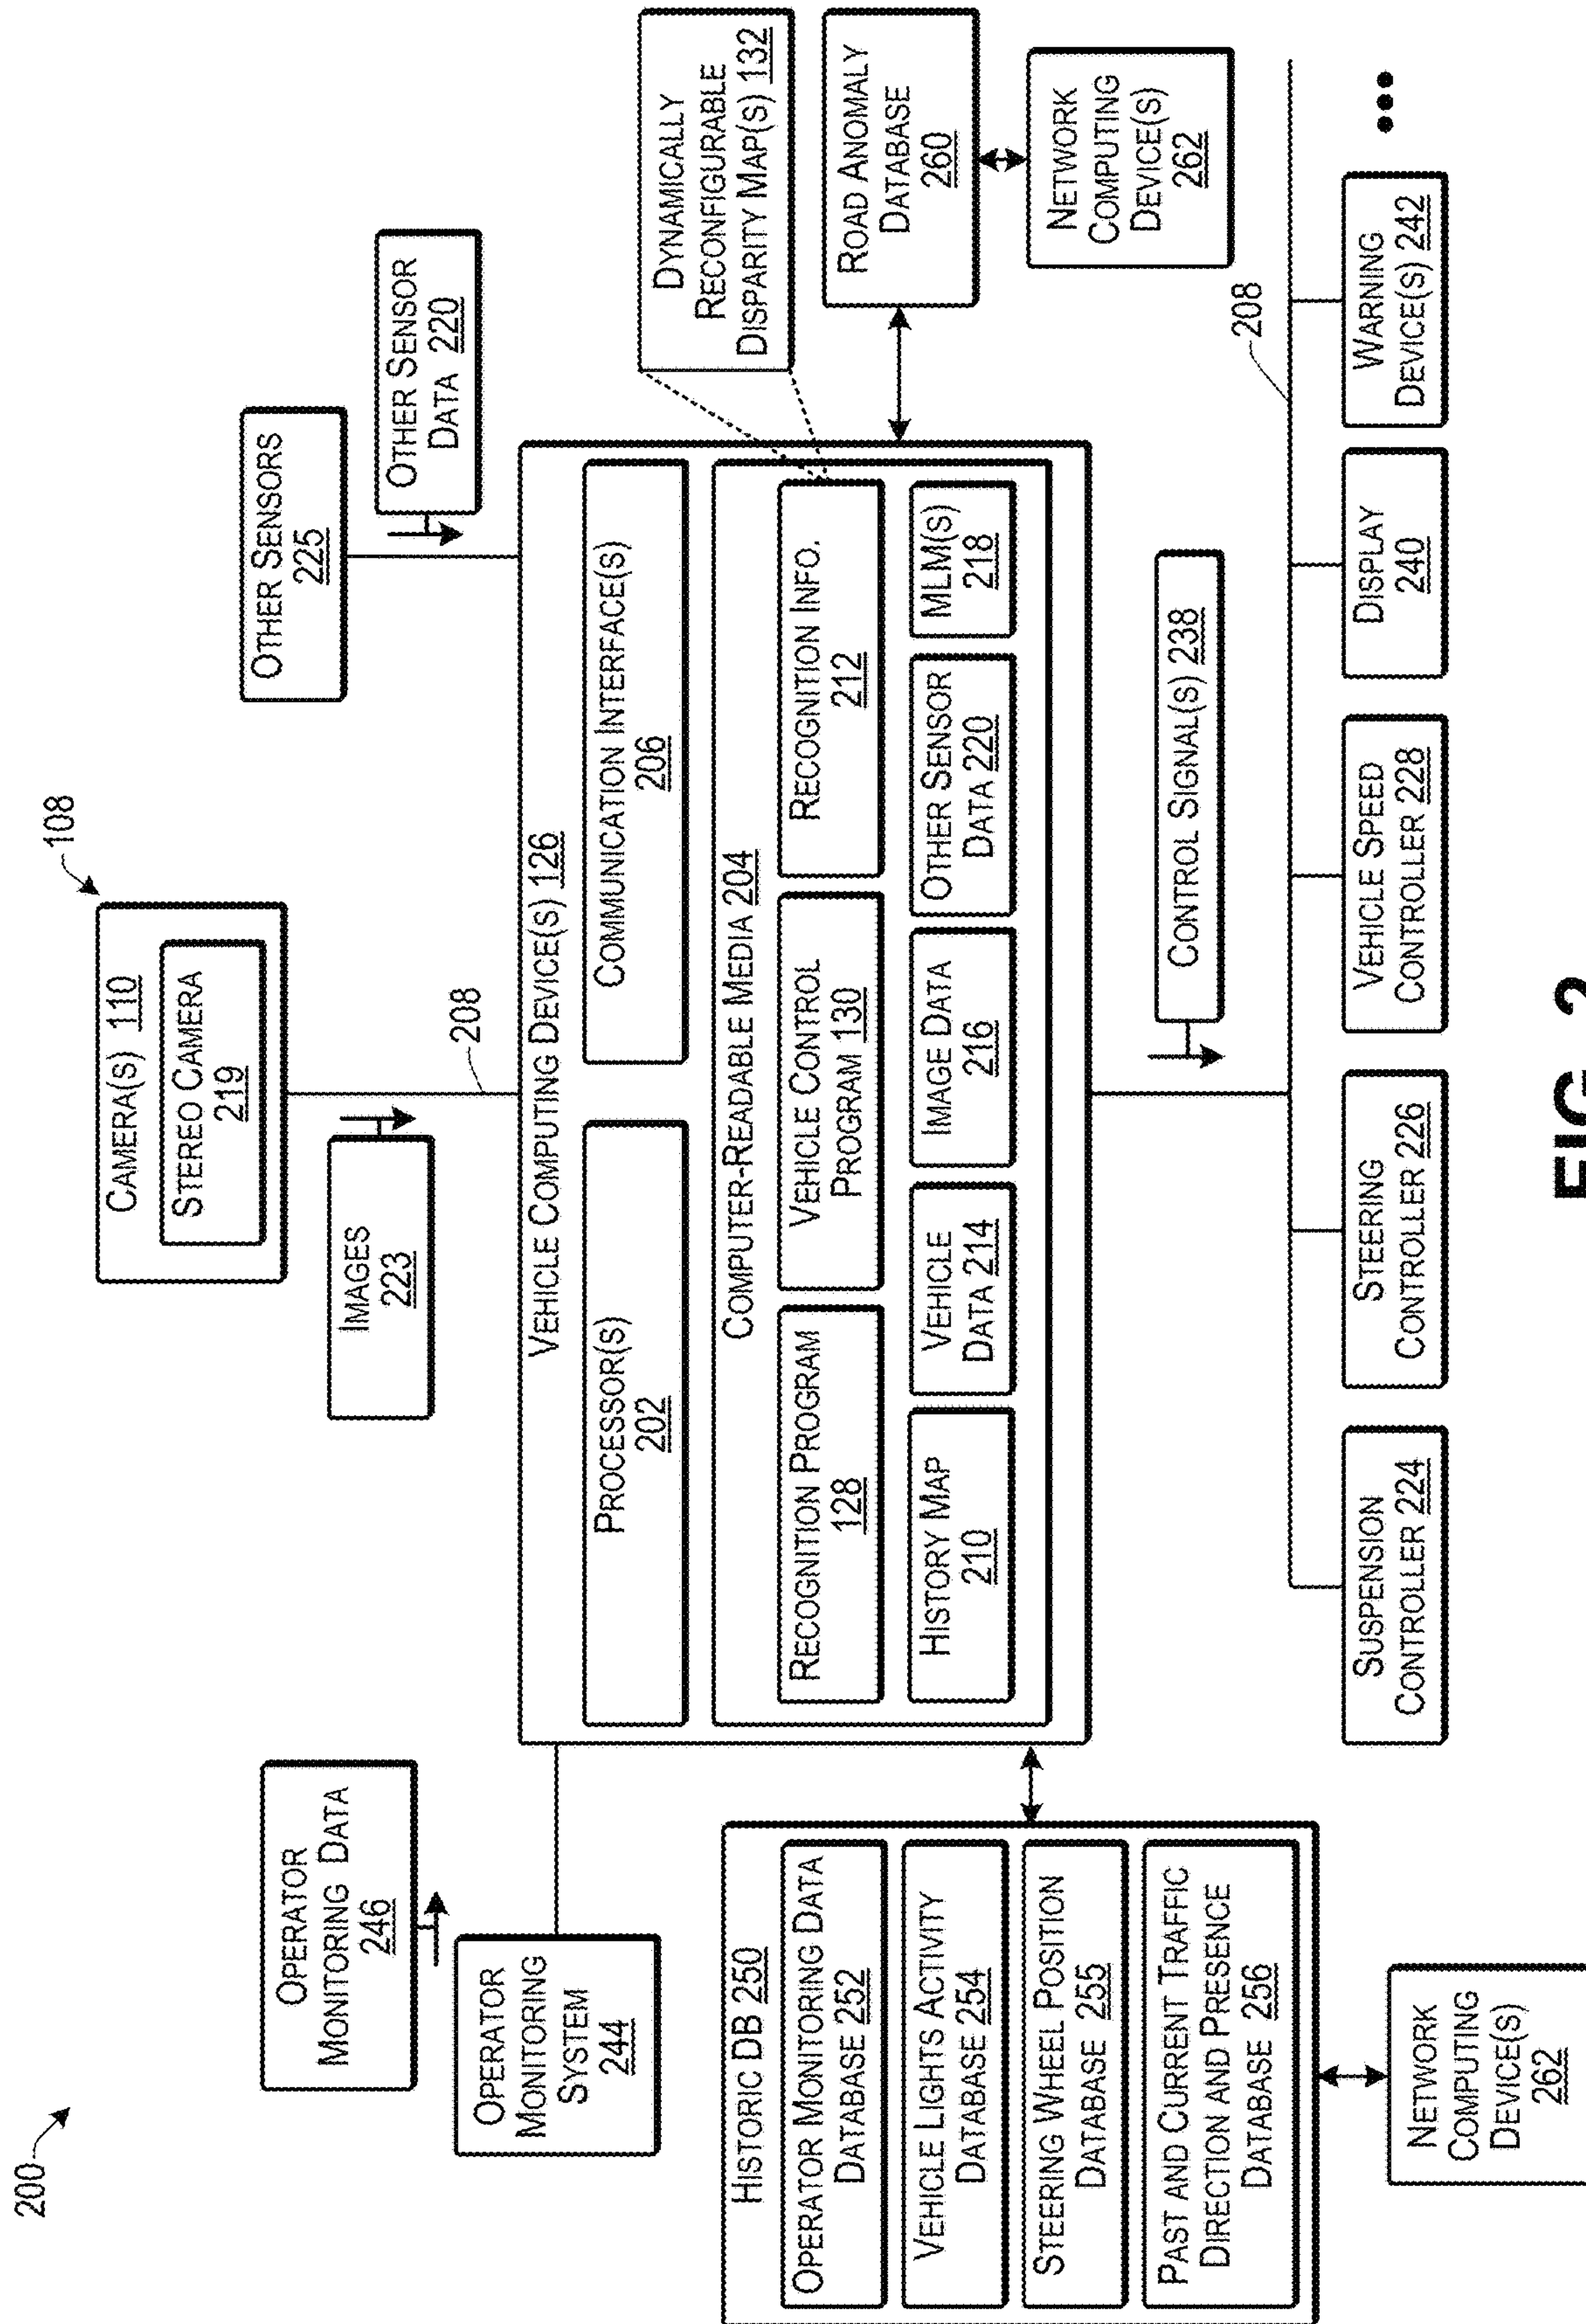 200
108
CAMERA(S) 110
STEREO CAMERA
219
OTHER SENSORS
225
OPERATOR
MONITORING DATA
246
IMAGES
223
OTHER SENSOR
DATA 220
208
OPERATOR
MONITORING
SYSTEM
244
VEHICLE COMPUTING DEVICE(S) 126
PROCESSOR(S)
202
COMMUNICATION INTERFACE(S)
206
COMPUTER-READABLE MEDIA 204
RECOGNITION PROGRAM
128
VEHICLE CONTROL
PROGRAM 130
RECOGNITION INFO.
212
HISTORY MAP
210
VEHICLE
DATA 214
IMAGE DATA
216
OTHER SENSOR
DATA 220
MLM(S)
218
DYNAMICALLY
RECONFIGURABLE
DISPARITY MAP(S) 132
ROAD ANOMALY
DATABASE
260
NETWORK
COMPUTING
DEVICE(S)
262
HISTORIC DB 250
OPERATOR MONITORING DATA
DATABASE 252
VEHICLE LIGHTS ACTIVITY
DATABASE 254
STEERING WHEEL POSITION
DATABASE 255
PAST AND CURRENT TRAFFIC
DIRECTION AND PRESENCE
DATABASE 256
NETWORK
COMPUTING
DEVICE(S)
262
CONTROL SIGNAL(S) 238
208
SUSPENSION
CONTROLLER 224
STEERING
CONTROLLER 226
VEHICLE SPEED
CONTROLLER 228
DISPLAY
240
WARNING
DEVICE(S) 242
•••
FIG. 2